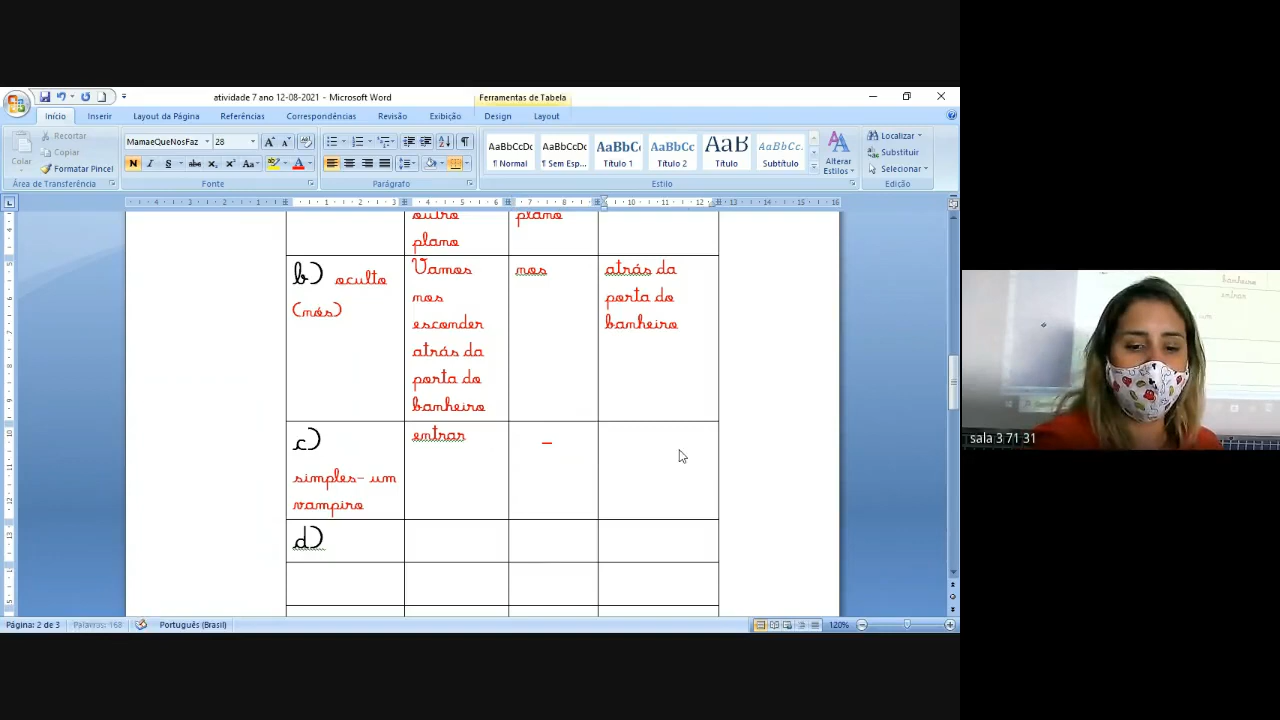 atividade 7 ano 12-08-2021 - Microsoft Word
Ferramentas de Tabela
Início
Inserir
Layout da Página
Referências
Correspondências
Revisão
Exibição
Design
Layout
Colar
Recortar
Copiar
Formatar Pincel
Área de Transferência
MamaeQueNosFaz
28
Fonte
Parágrafo
AaBbCcDc
¶ Normal
AaBbCcDc
¶ Sem Esp...
AaBbC
Título 1
AaBbCc
Título 2
AaB
Título
AaBbCc.
Subtítulo
Alterar
Estilos
Estilo
Localizar
Substituir
Selecionar
Edição
outro
plano
plano
b) oculto
(nós)
Vamos
nos
esconder
atrás da
porta do
banheiro
nos
atrás da
porta do
banheiro
c)
simples- um
vampiro
entrar
-
d)
Página: 2 de 3
Palavras: 168
Português (Brasil)
120%
banheiro
entrar
sala 3 71 31